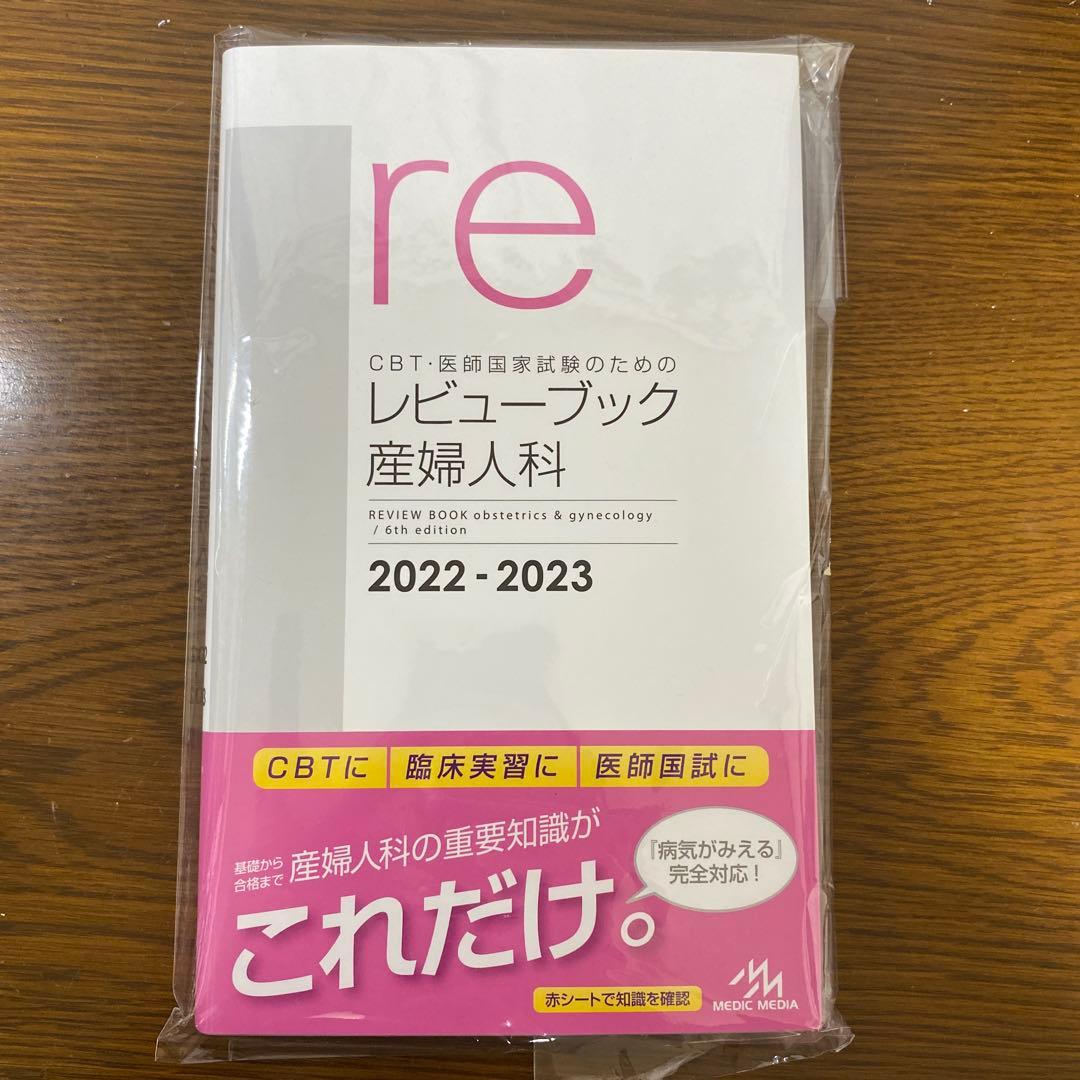 re
CBT・医師国家試験のための
レビューブック
産婦人科
REVIEW BOOK obstetrics & gynecology
/ 6th edition
2022 - 2023
CBTに 臨床実習に 医師国試に
基礎から
合格まで 産婦人科の重要知識が
これだけ。
『病気がみえる』
完全対応！
赤シートで知識を確認
MEDIC MEDIA